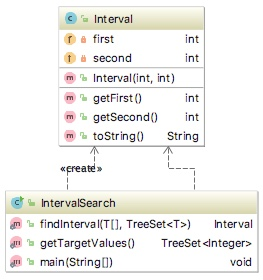 Interval
first int
second int
Interval(int, int)
getFirst() int
getSecond() int
toString() String
«create»
IntervalSearch
findInterval(T[], TreeSet<T>) Interval
getTargetValues() TreeSet<Integer>
main(String[]) void